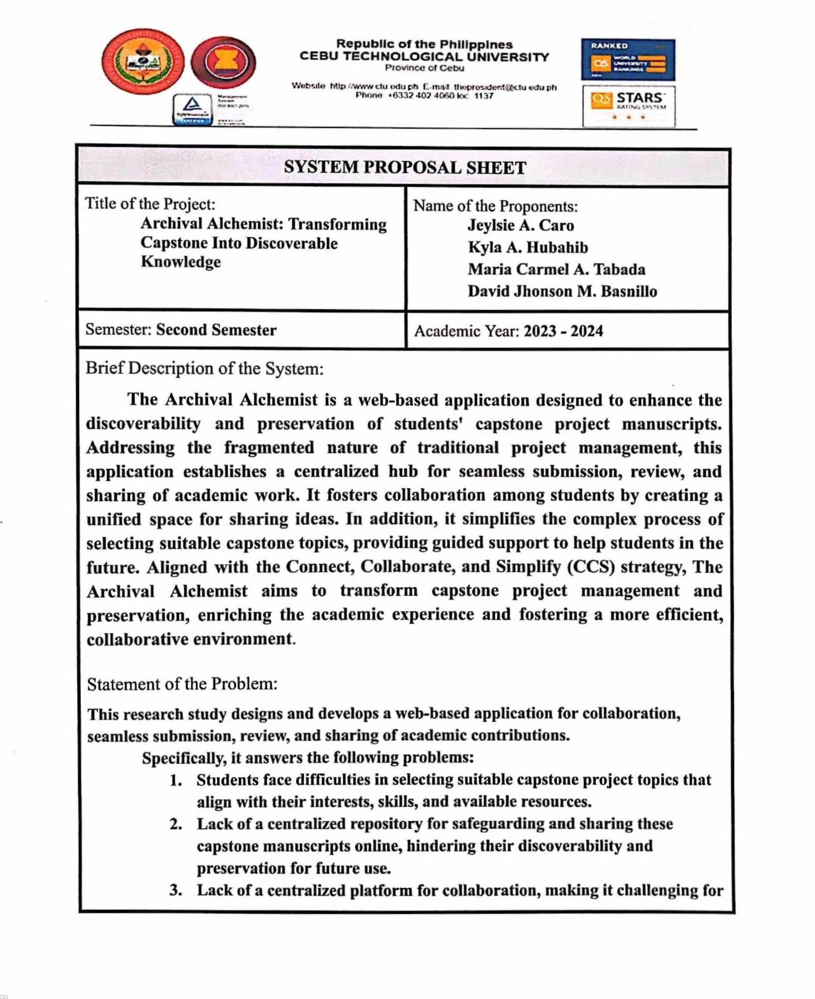 Republic of the Philippines
CEBU TECHNOLOGICAL UNIVERSITY
Province of Cebu
Website http //www ctu edu ph E-mail thepresident@ctu edu ph
Phone +6332 402 4060 loc 1137
RANKED
QS WORLD
UNIVERSITY
RANKINGS
QS STARS
RATING SYSTEM
SYSTEM PROPOSAL SHEET
Title of the Project:
Archival Alchemist: Transforming
Capstone Into Discoverable
Knowledge
Name of the Proponents:
Jeylsie A. Caro
Kyla A. Hubahib
Maria Carmel A. Tabada
David Jhonson M. Basnillo
Semester: Second Semester
Academic Year: 2023 - 2024
Brief Description of the System:
The Archival Alchemist is a web-based application designed to enhance the
discoverability and preservation of students' capstone project manuscripts.
Addressing the fragmented nature of traditional project management, this
application establishes a centralized hub for seamless submission, review, and
sharing of academic work. It fosters collaboration among students by creating a
unified space for sharing ideas. In addition, it simplifies the complex process of
selecting suitable capstone topics, providing guided support to help students in the
future. Aligned with the Connect, Collaborate, and Simplify (CCS) strategy, The
Archival Alchemist aims to transform capstone project management and
preservation, enriching the academic experience and fostering a more efficient,
collaborative environment.
Statement of the Problem:
This research study designs and develops a web-based application for collaboration,
seamless submission, review, and sharing of academic contributions.
Specifically, it answers the following problems:
1. Students face difficulties in selecting suitable capstone project topics that
align with their interests, skills, and available resources.
2. Lack of a centralized repository for safeguarding and sharing these
capstone manuscripts online, hindering their discoverability and
preservation for future use.
3. Lack of a centralized platform for collaboration, making it challenging for